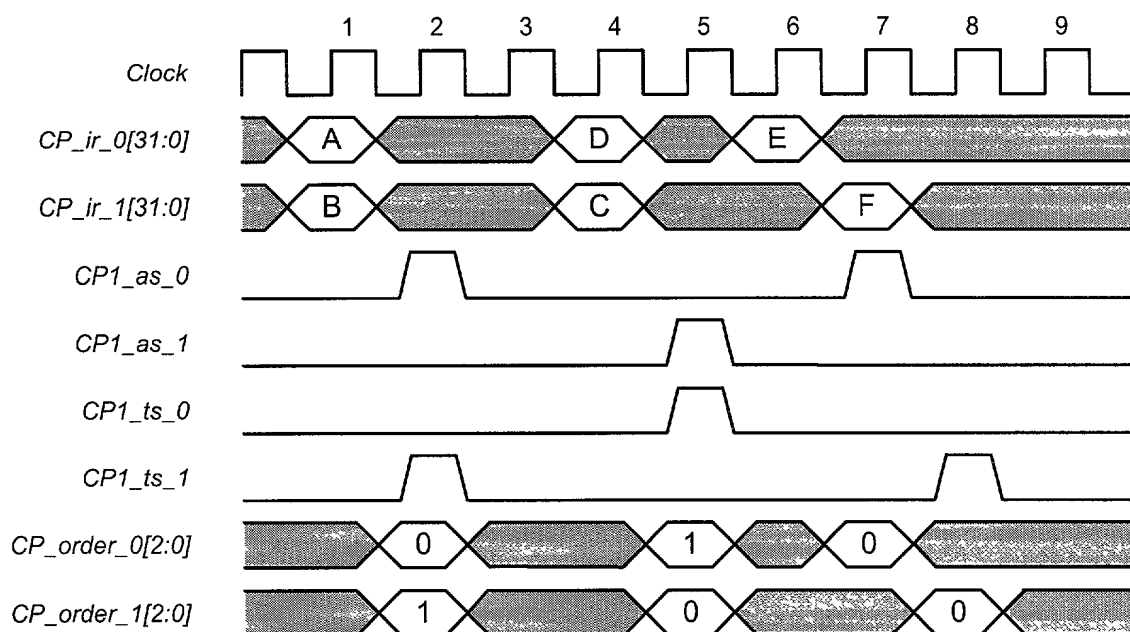 1 2 3 4 5 6 7 8 9
Clock
CP_ir_0[31:0] A D E
CP_ir_1[31:0] B C F
CP1_as_0
CP1_as_1
CP1_ts_0
CP1_ts_1
CP_order_0[2:0] 0 1 0
CP_order_1[2:0] 1 0 0